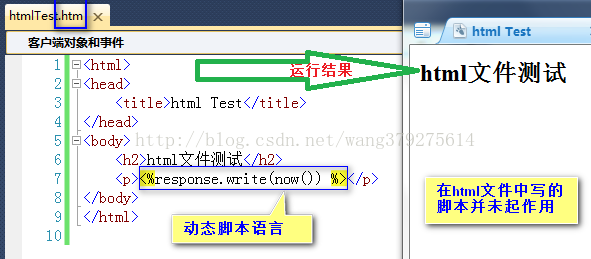 htmlTest.htm
html Test
客户端对象和事件
运行结果
html文件测试
1 <html>
2 <head>
3 <title>html Test</title>
4 </head>
5 <body>
6 <h2>html文件测试</h2>
7 <p><%response.write(now()) %></p>
8 </body>
9 </html>
10
http://blog.csdn.net/wang379275614
动态脚本语言
在html文件中写的
脚本并未起作用